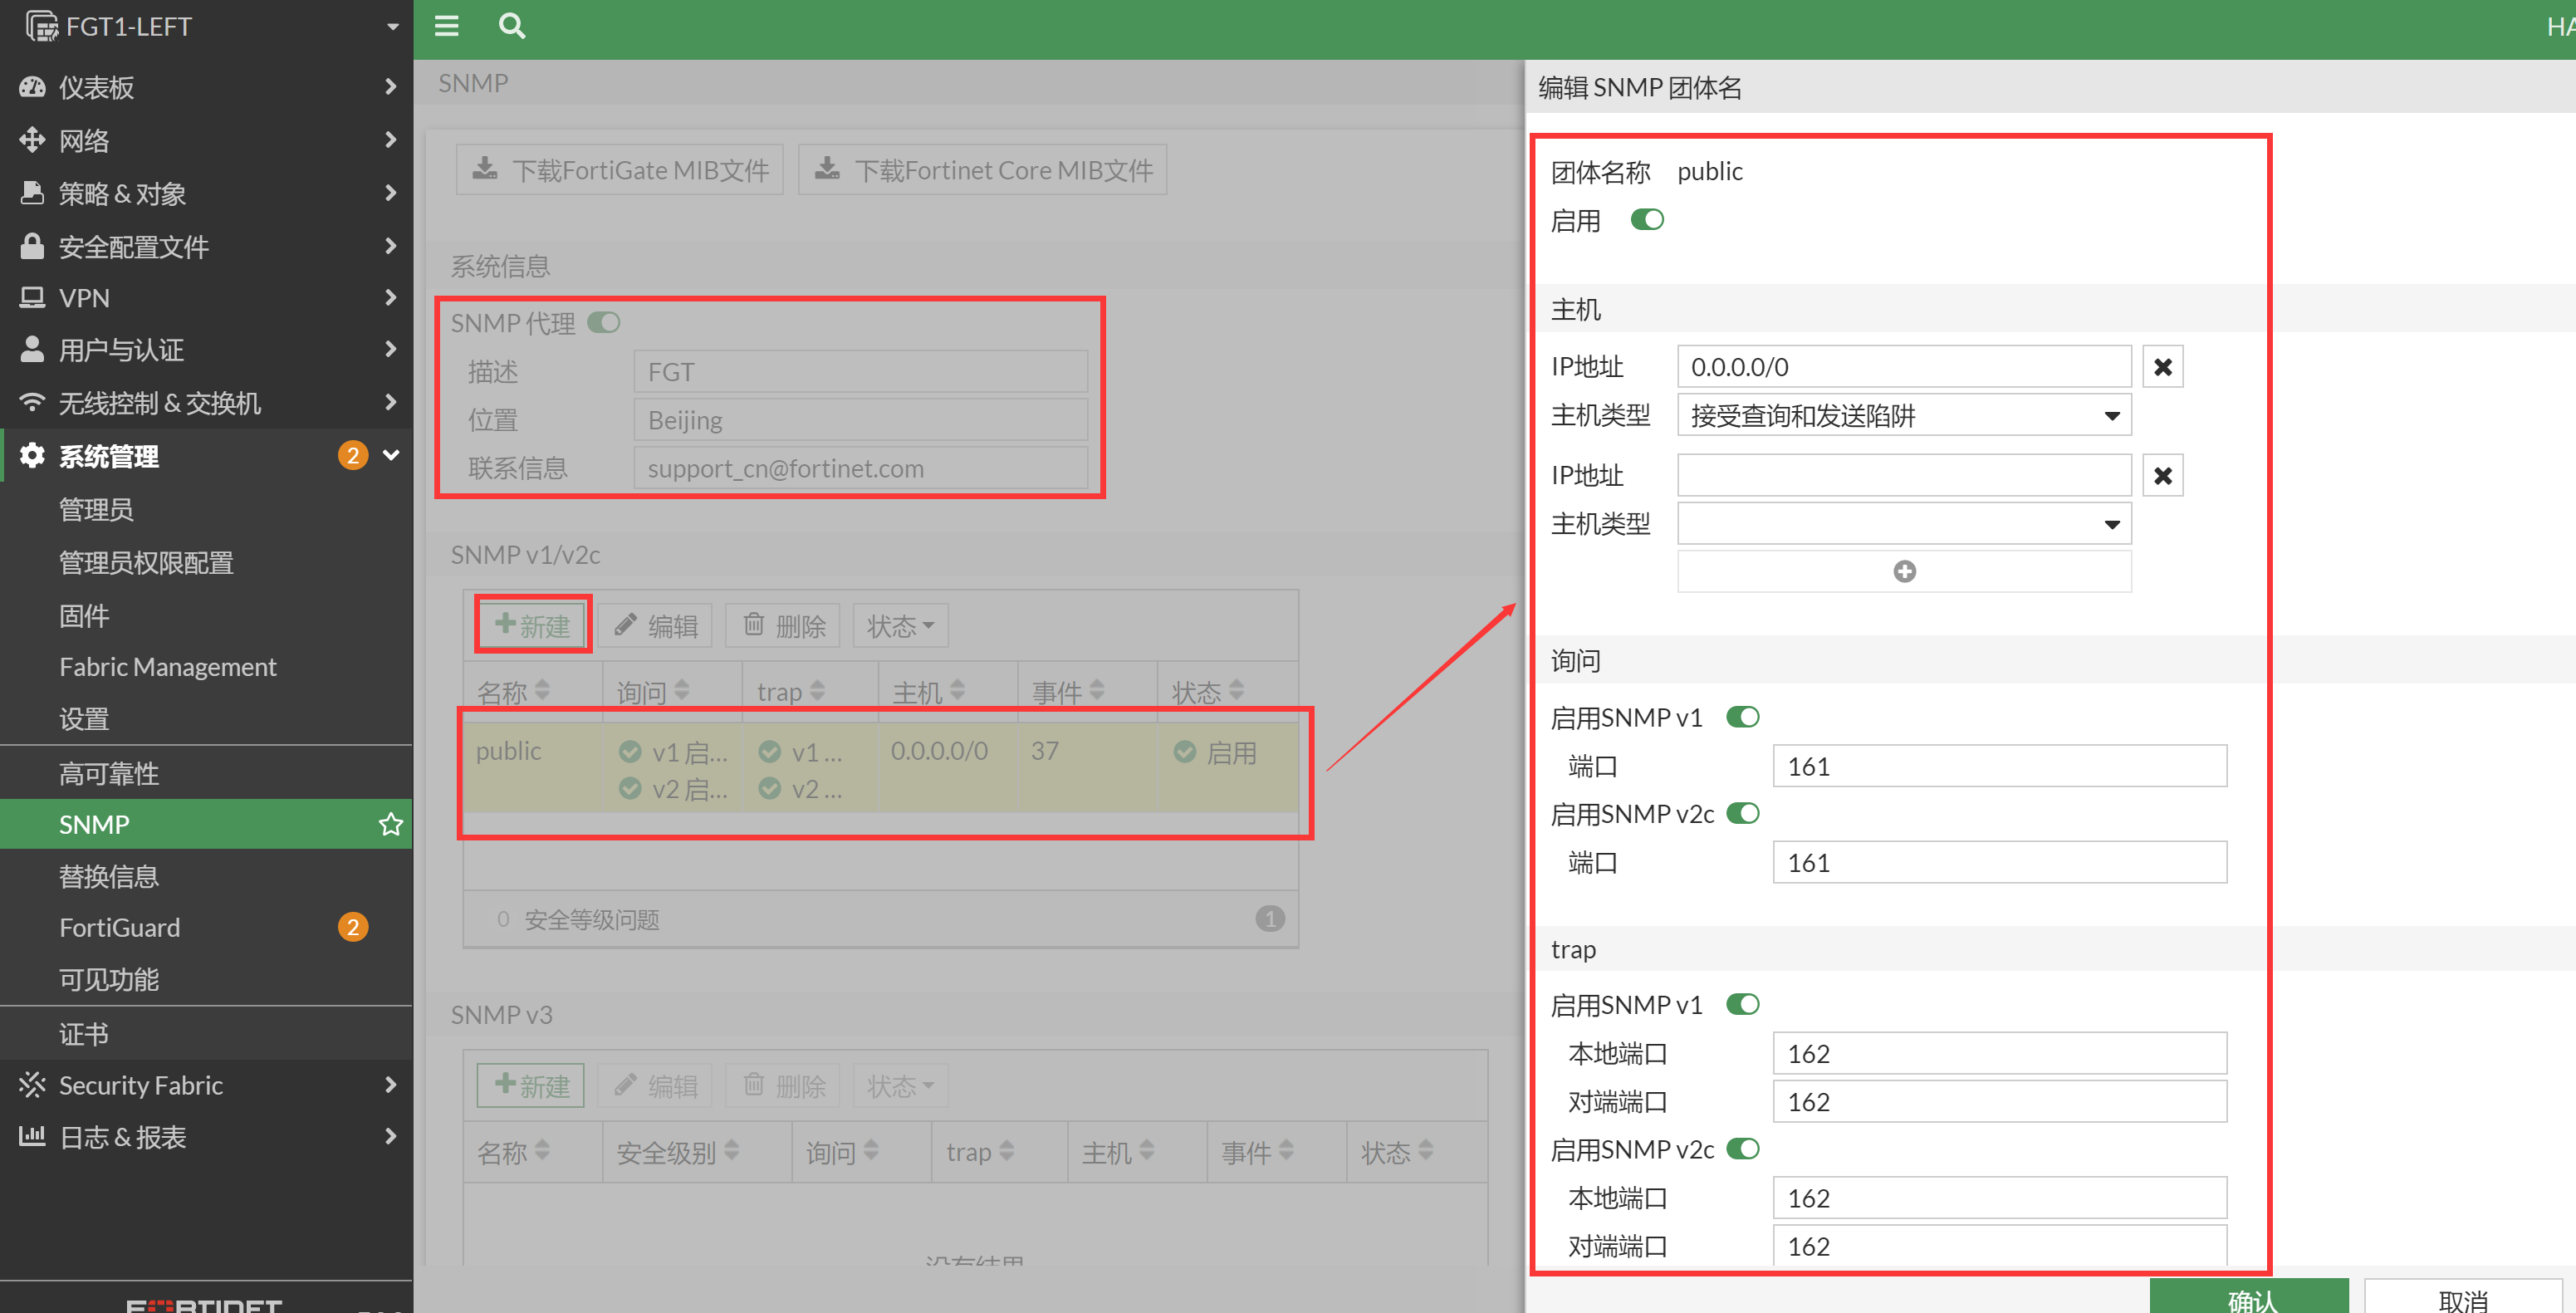 FGT1-LEFT
仪表板
网络
策略 & 对象
安全配置文件
VPN
用户与认证
无线控制 & 交换机
系统管理 2
管理员
管理员权限配置
固件
Fabric Management
设置
高可靠性
SNMP
替换信息
FortiGuard 2
可见功能
证书
Security Fabric
日志 & 报表
FORTINET
HA
SNMP
下载FortiGate MIB文件 下载Fortinet Core MIB文件
系统信息
SNMP 代理
描述 FGT
位置 Beijing
联系信息 support_cn@fortinet.com
SNMP v1/v2c
新建 编辑 删除 状态
名称 询问 trap 主机 事件 状态
public v1 启... v1 ... 0.0.0.0/0 37 启用
v2 启... v2 ...
0 安全等级问题 1
SNMP v3
新建 编辑 删除 状态
名称 安全级别 询问 trap 主机 事件 状态
没有结果
编辑 SNMP 团体名
团体名称 public
启用
主机
IP地址 0.0.0.0/0
主机类型 接受查询和发送陷阱
IP地址
主机类型
询问
启用SNMP v1
端口 161
启用SNMP v2c
端口 161
trap
启用SNMP v1
本地端口 162
对端端口 162
启用SNMP v2c
本地端口 162
对端端口 162
确认 取消